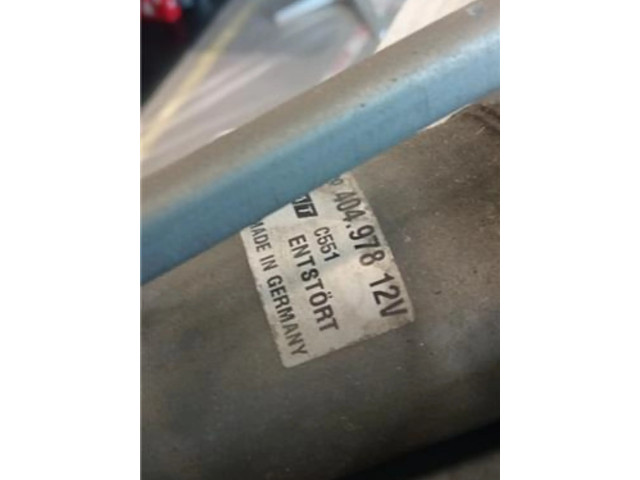 404.978 12V
C551
ENTSTÖRT
MADE IN GERMANY